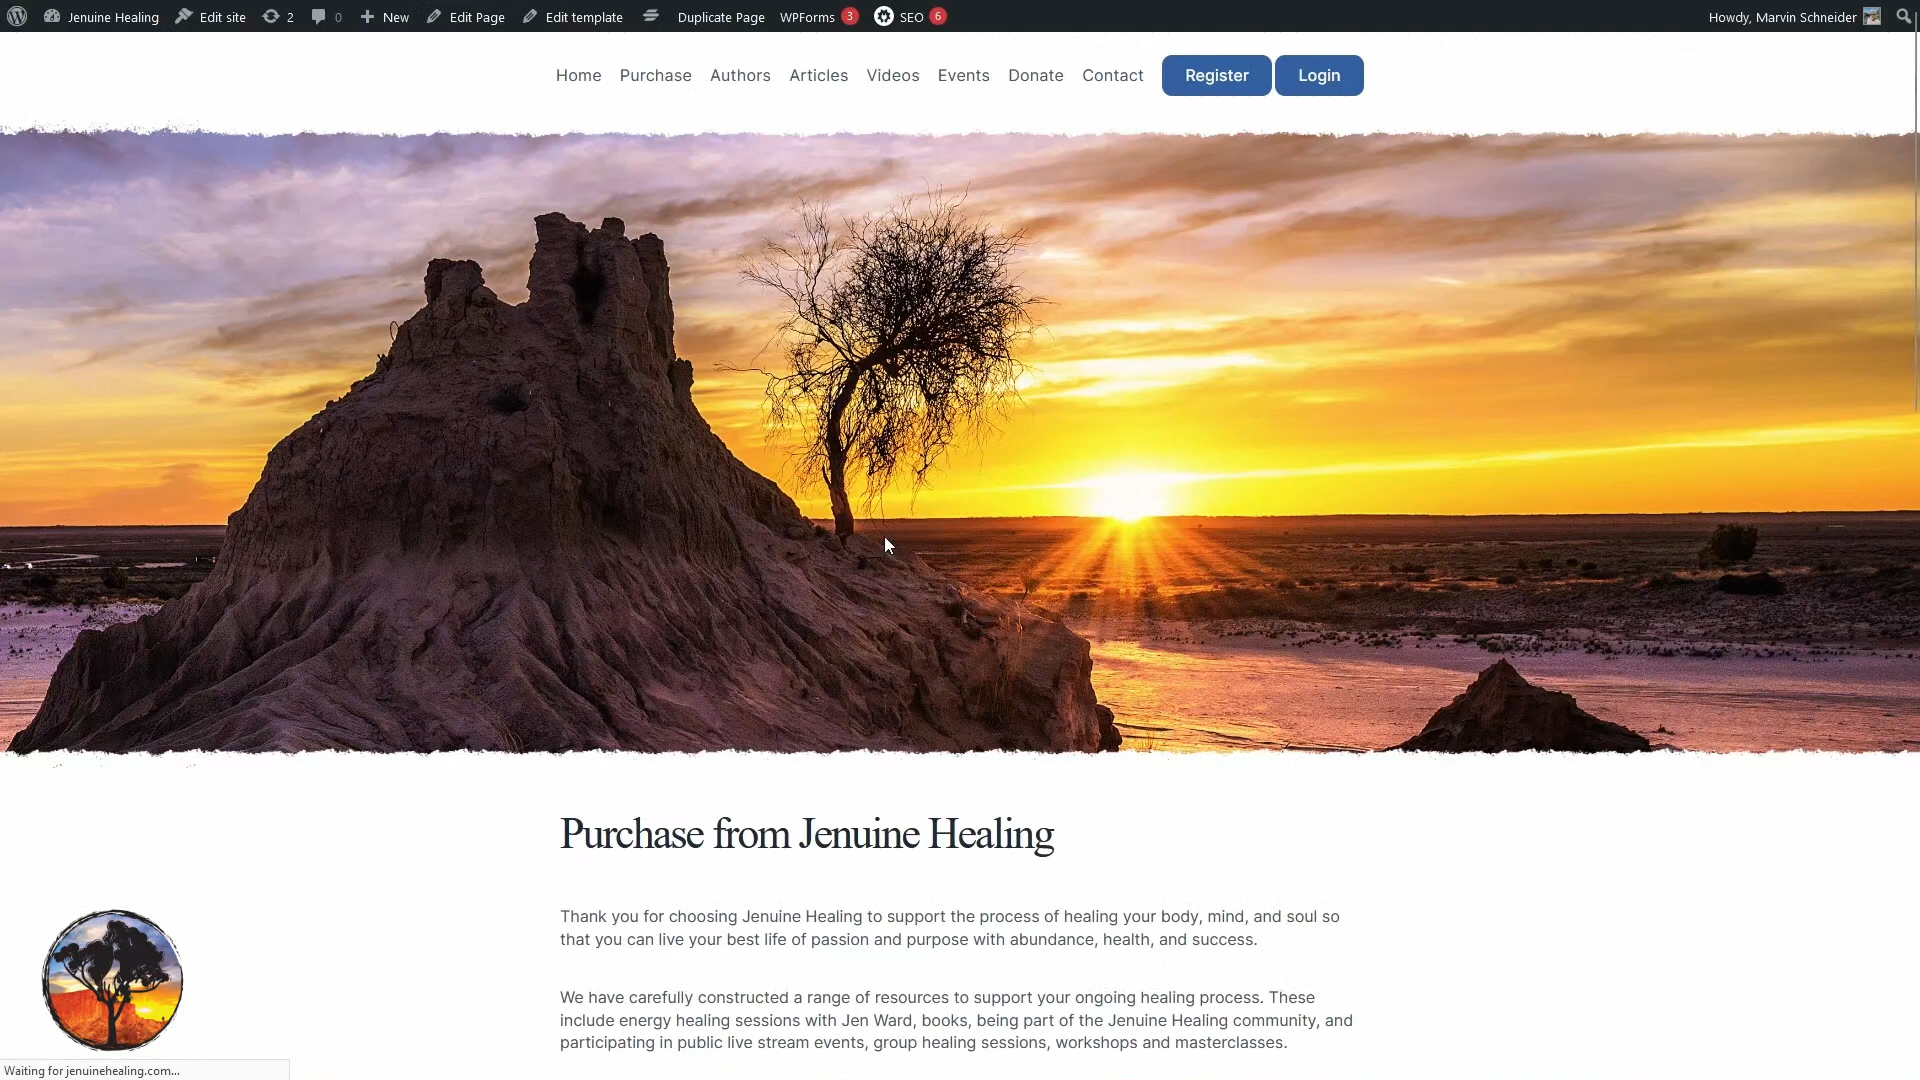 Jenuine Healing Edit site 2 0 New Edit Page Edit template Duplicate Page WPForms 3 SEO 6 Howdy, Marvin Schneider
Home Purchase Authors Articles Videos Events Donate Contact Register Login
Purchase from Jenuine Healing
Thank you for choosing Jenuine Healing to support the process of healing your body, mind, and soul so
that you can live your best life of passion and purpose with abundance, health, and success.
We have carefully constructed a range of resources to support your ongoing healing process. These
include energy healing sessions with Jen Ward, books, being part of the Jenuine Healing community, and
participating in public live stream events, group healing sessions, workshops and masterclasses.
Waiting for jenuinehealing.com...